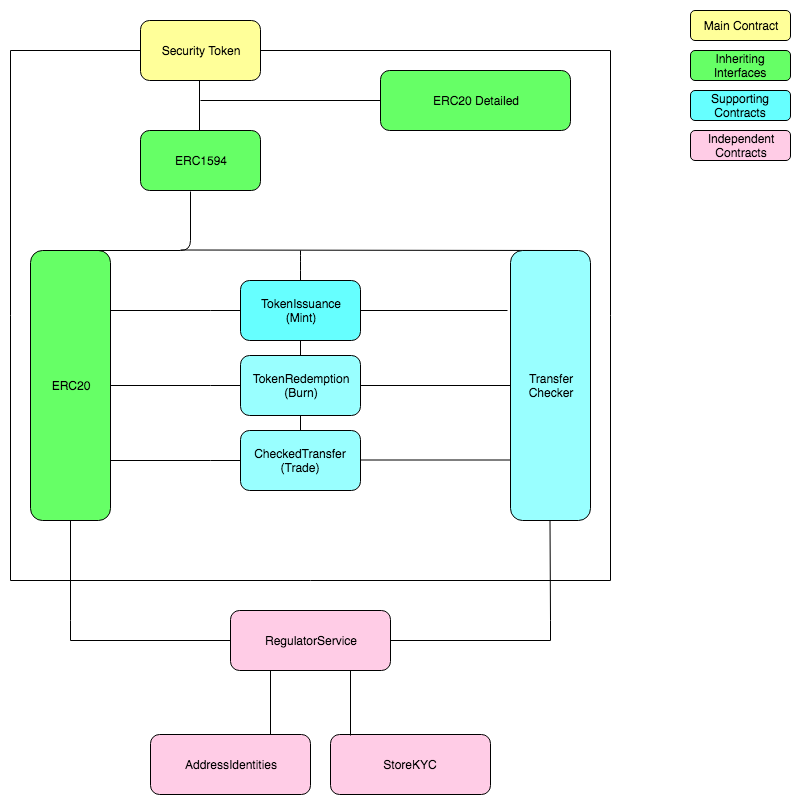 Security Token
Main Contract
Inheriting
Interfaces
ERC20 Detailed
Supporting
Contracts
ERC1594
Independent
Contracts
TokenIssuance
(Mint)
ERC20
TokenRedemption
(Burn)
Transfer
Checker
CheckedTransfer
(Trade)
RegulatorService
AddressIdentities
StoreKYC